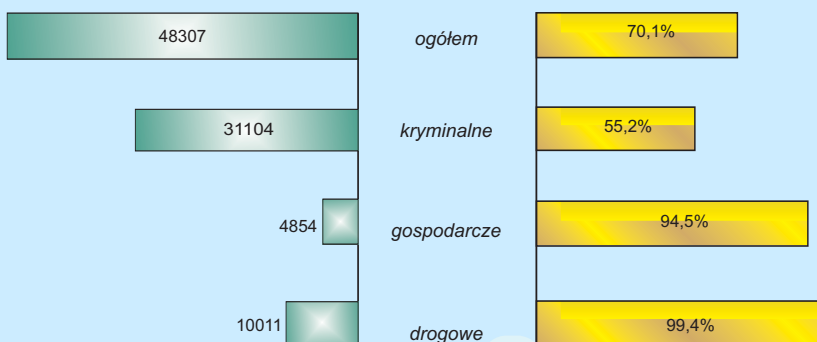 48307 ogółem 70,1%
31104 kryminalne 55,2%
4854 gospodarcze 94,5%
10011 drogowe 99,4%